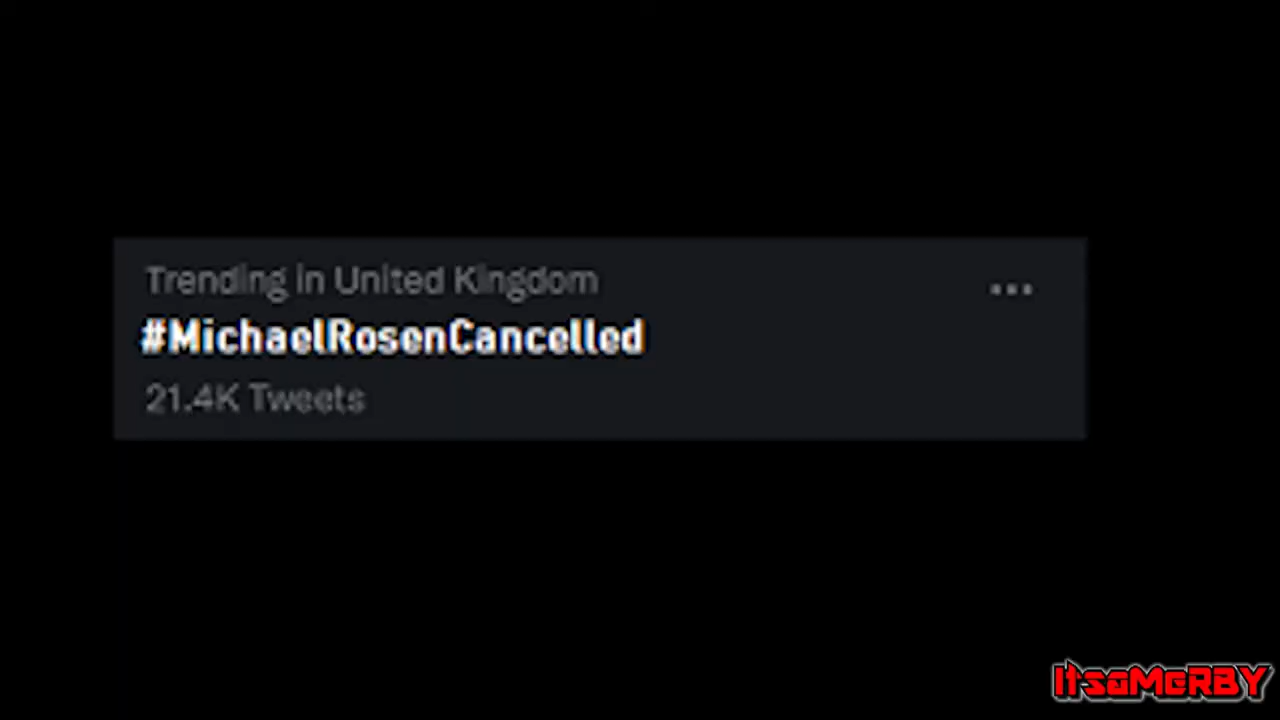 Trending in United Kingdom
#MichaelRosenCancelled
21.4K Tweets
ItsaMeRBY